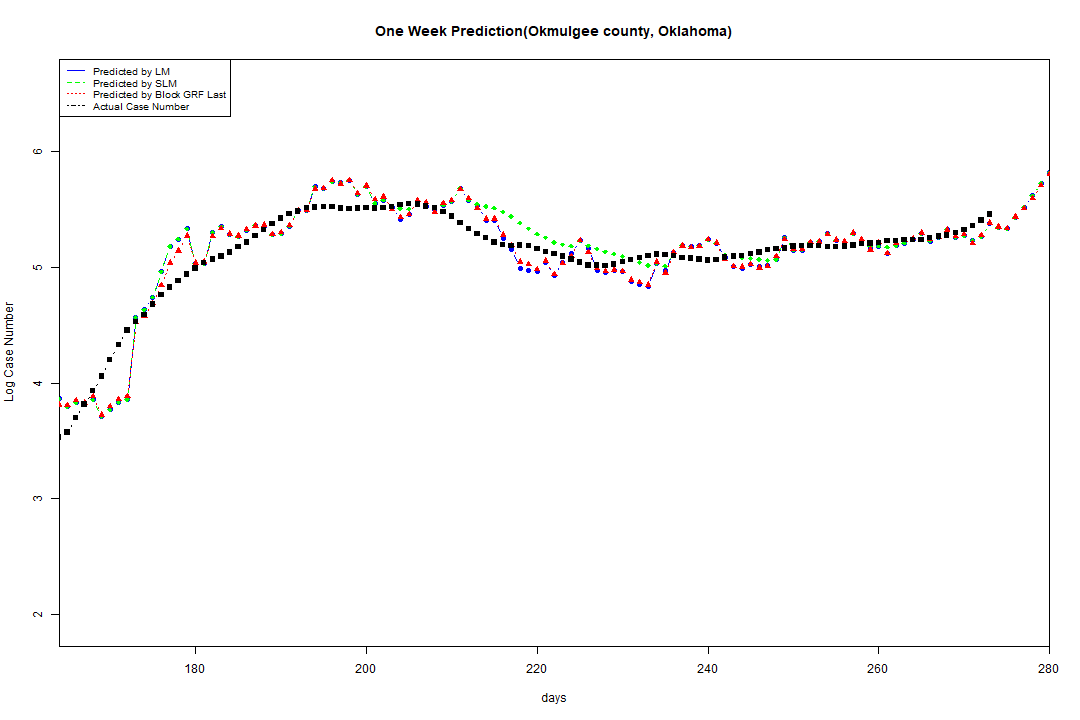 One Week Prediction(Okmulgee county, Oklahoma)
Predicted by LM
Predicted by SLM
Predicted by Block GRF Last
Actual Case Number
6
5
4
3
2
Log Case Number
180 200 220 240 260 280
days